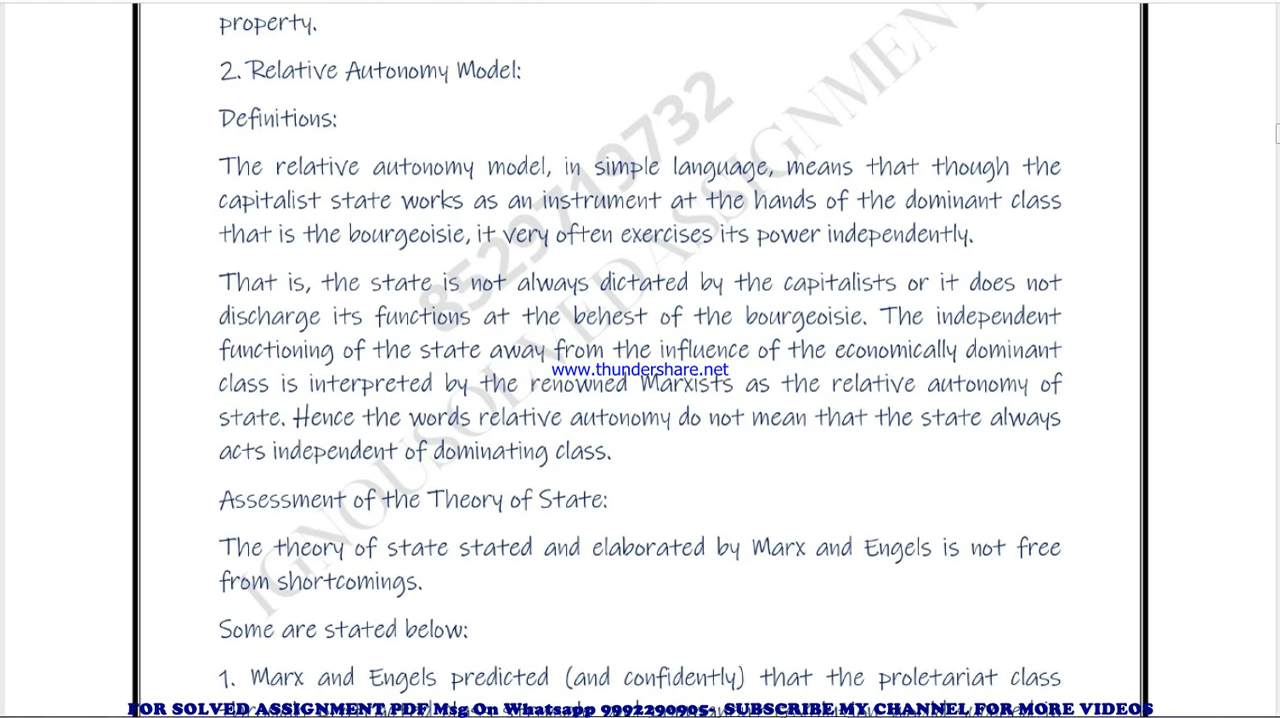 property.
2. Relative Autonomy Model:
Definitions:
The relative autonomy model, in simple language, means that though the
capitalist state works as an instrument at the hands of the dominant class
that is the bourgeoisie, it very often exercises its power independently.
That is, the state is not always dictated by the capitalists or it does not
discharge its functions at the behest of the bourgeoisie. The independent
functioning of the state away from the influence of the economically dominant
www.thundershare.net
class is interpreted by the renowned Marxists as the relative autonomy of
state. Hence the words relative autonomy do not mean that the state always
acts independent of dominating class.
Assessment of the Theory of State:
The theory of state stated and elaborated by Marx and Engels is not free
from shortcomings.
Some are stated below:
1. Marx and Engels predicted (and confidently) that the proletariat class
FOR SOLVED ASSIGNMENT PDF Msg On Whatsapp 9992290905- SUBSCRIBE MY CHANNEL FOR MORE VIDEOS
8529719732
IGNOUSOLVEDASSIGNMENT